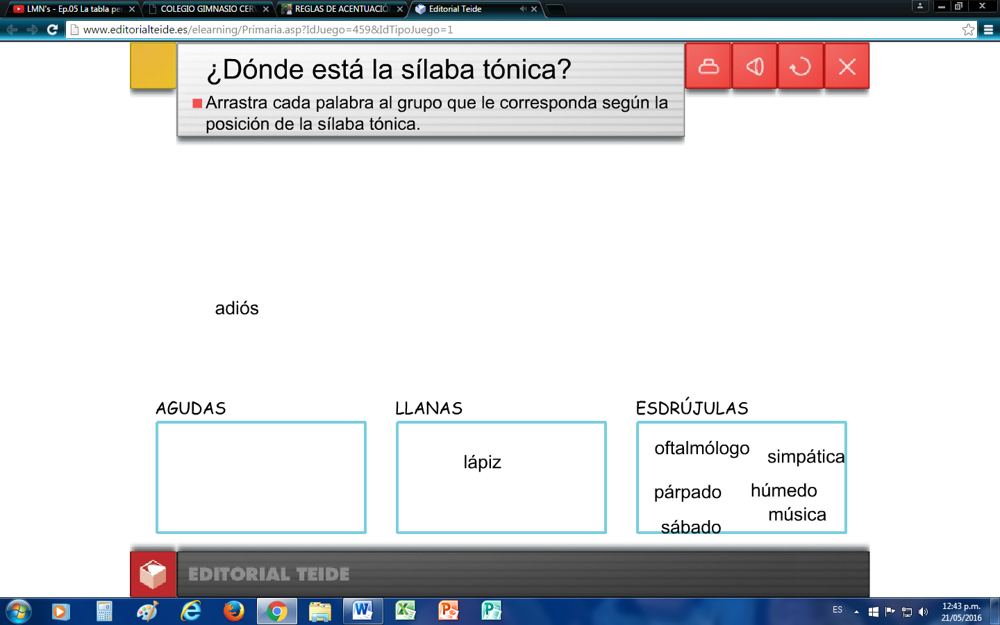 LMN's - Ep.05 La tabla pe
COLEGIO GIMNASIO CER
REGLAS DE ACENTUACIÓ
Editorial Teide
www.editorialteide.es/elearning/Primaria.asp?IdJuego=459&IdTipoJuego=1
¿Dónde está la sílaba tónica?
Arrastra cada palabra al grupo que le corresponda según la
posición de la sílaba tónica.
adiós
AGUDAS
LLANAS
ESDRÚJULAS
lápiz
oftalmólogo
simpática
párpado
húmedo
música
sábado
EDITORIAL TEIDE
ES
12:43 p.m.
21/05/2016